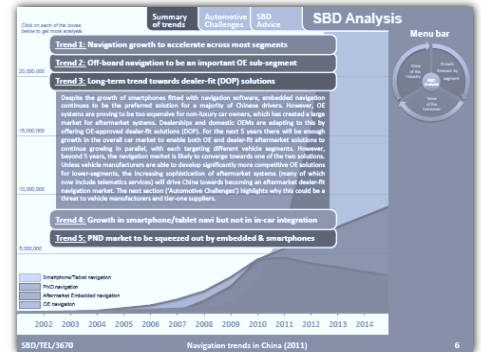 Click on each of the boxes
below to get more analysis:
Summary
of trends
Automotive
Challenges
SBD
Advice
SBD Analysis
Menu bar
Trend 1: Navigation growth to accelerate across most segments
Trend 2: Off-board navigation to be an important OE sub-segment
Trend 3: Long-term trend towards dealer-fit (DOP) solutions
Despite the growth of smartphones fitted with navigation software, embedded navigation
continues to be the preferred solution for a majority of Chinese drivers. However, OE
systems are proving to be too expensive for non-luxury car owners, which has created a large
market for aftermarket systems. Dealerships and domestic OEMs are adapting to this by
offering OE-approved dealer-fit solutions (DOP). For the next 5 years there will be enough
growth in the overall car market to enable both OE and dealer-fit aftermarket solutions to
continue growing in parallel, with each targeting different vehicle segments. However,
beyond 5 years, the navigation market is likely to converge towards one of the two solutions.
Unless vehicle manufacturers are able to develop significantly more competitive OE solutions
for lower-segments, the increasing sophistication of aftermarket systems (many of which
now include telematics services) will drive China towards becoming an aftermarket dealer-fit
navigation market. The next section ('Automotive Challenges') highlights why this could be a
threat to vehicle manufacturers and tier-one suppliers.
Trend 4: Growth in smartphone/tablet navi but not in in-car integration
Trend 5: PND market to be squeezed out by embedded & smartphones
20,000,000
15,000,000
10,000,000
5,000,000
Smartphone/Tablet navigation
PND navigation
Aftermarket Embedded navigation
OE navigation
2002 2003 2004 2005 2006 2007 2008 2009 2010 2011 2012 2013 2014
Voice
of the
Industry
Growth
forecast by
segment
SBD
Analysis
Voice
of the
Consumer
SBD/TEL/3670
Navigation trends in China (2011)
6